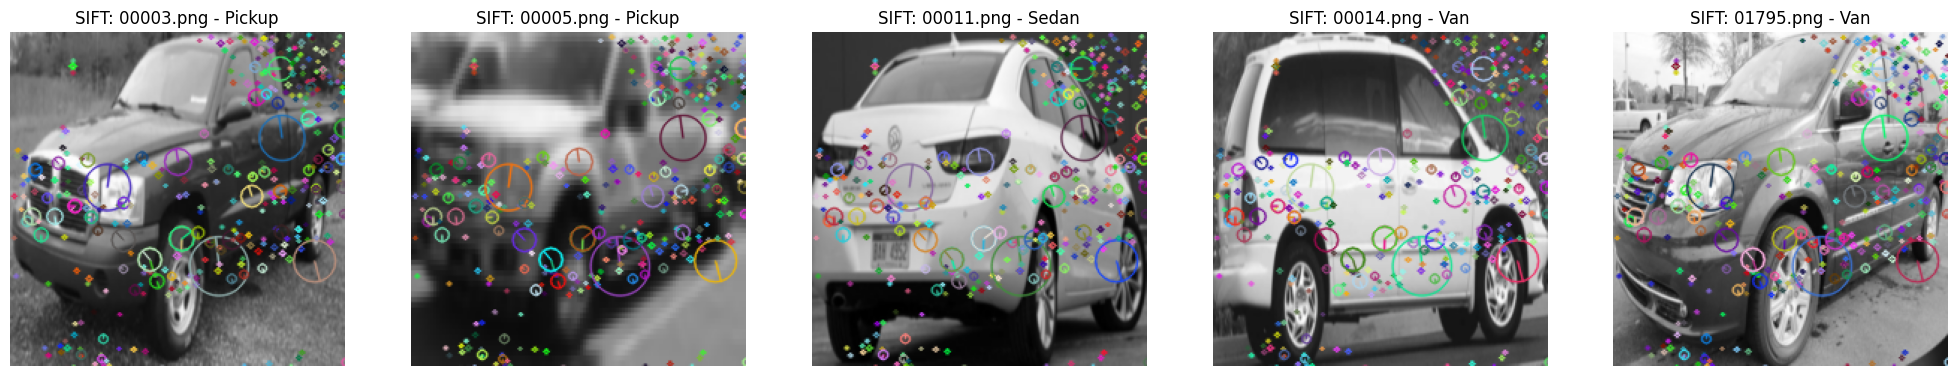 SIFT: 00003.png - Pickup
SIFT: 00005.png - Pickup
SIFT: 00011.png - Sedan
SIFT: 00014.png - Van
SIFT: 01795.png - Van